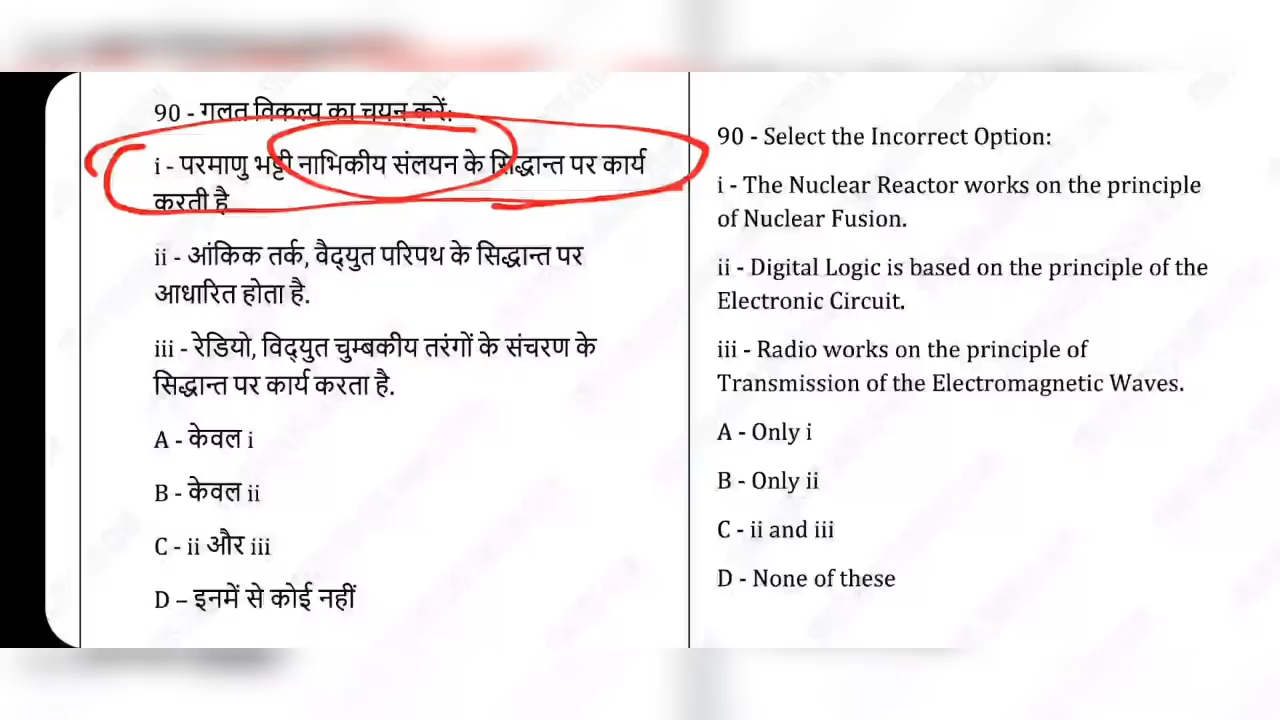 90 - गलत विकल्प का चयन करें:
i - परमाणु भट्टी नाभिकीय संलयन के सिद्धान्त पर कार्य
करती है
ii - आंकिक तर्क, वैद्युत परिपथ के सिद्धान्त पर
आधारित होता है.
iii - रेडियो, विद्युत चुम्बकीय तरंगों के संचरण के
सिद्धान्त पर कार्य करता है.
A - केवल i
B - केवल ii
C - ii और iii
D – इनमें से कोई नहीं
90 - Select the Incorrect Option:
i - The Nuclear Reactor works on the principle
of Nuclear Fusion.
ii - Digital Logic is based on the principle of the
Electronic Circuit.
iii - Radio works on the principle of
Transmission of the Electromagnetic Waves.
A - Only i
B - Only ii
C - ii and iii
D - None of these